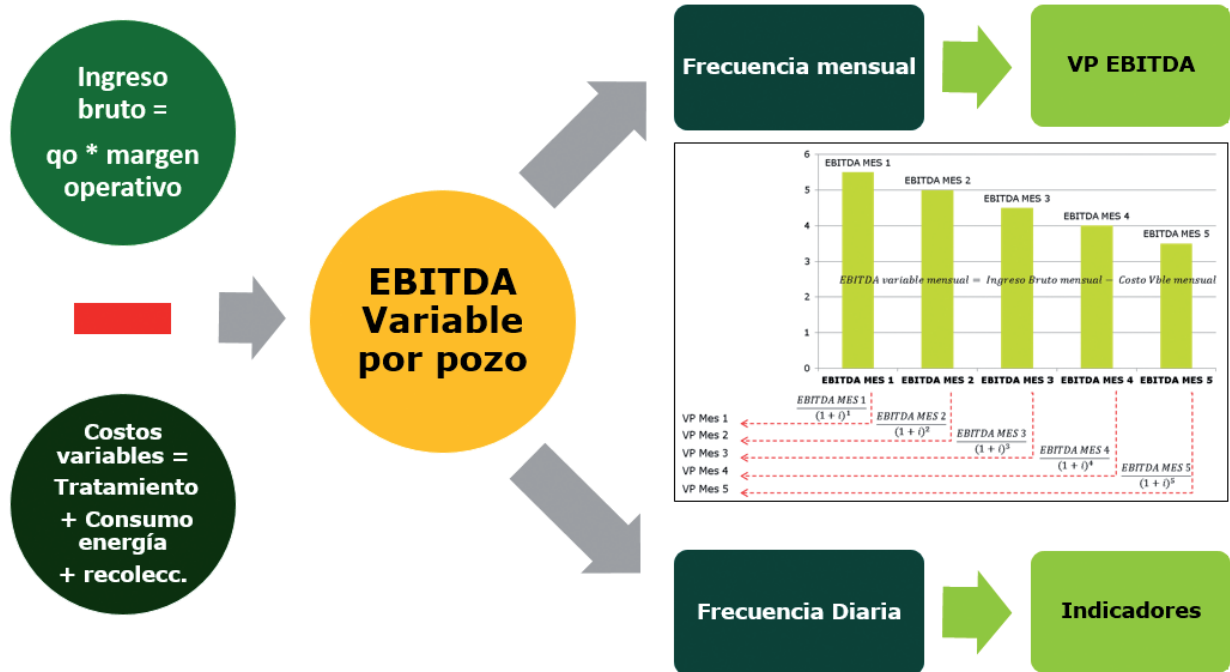 Ingreso
bruto =
qo * margen
operativo
Costos
variables =
Tratamiento
+ Consumo
energía
+ recolecc.
EBITDA
Variable
por pozo
Frecuencia mensual
VP EBITDA
6
5
4
3
2
1
0
EBITDA MES 1
EBITDA MES 2
EBITDA MES 3
EBITDA MES 4
EBITDA MES 5
EBITDA variable mensual = Ingreso Bruto mensual − Costo Vble mensual
EBITDA MES 1 EBITDA MES 2 EBITDA MES 3 EBITDA MES 4 EBITDA MES 5
VP Mes 1
VP Mes 2
VP Mes 3
VP Mes 4
VP Mes 5
EBITDA MES 1
(1 + i)¹
EBITDA MES 2
(1 + i)²
EBITDA MES 3
(1 + i)³
EBITDA MES 4
(1 + i)⁴
EBITDA MES 5
(1 + i)⁵
Frecuencia Diaria
Indicadores